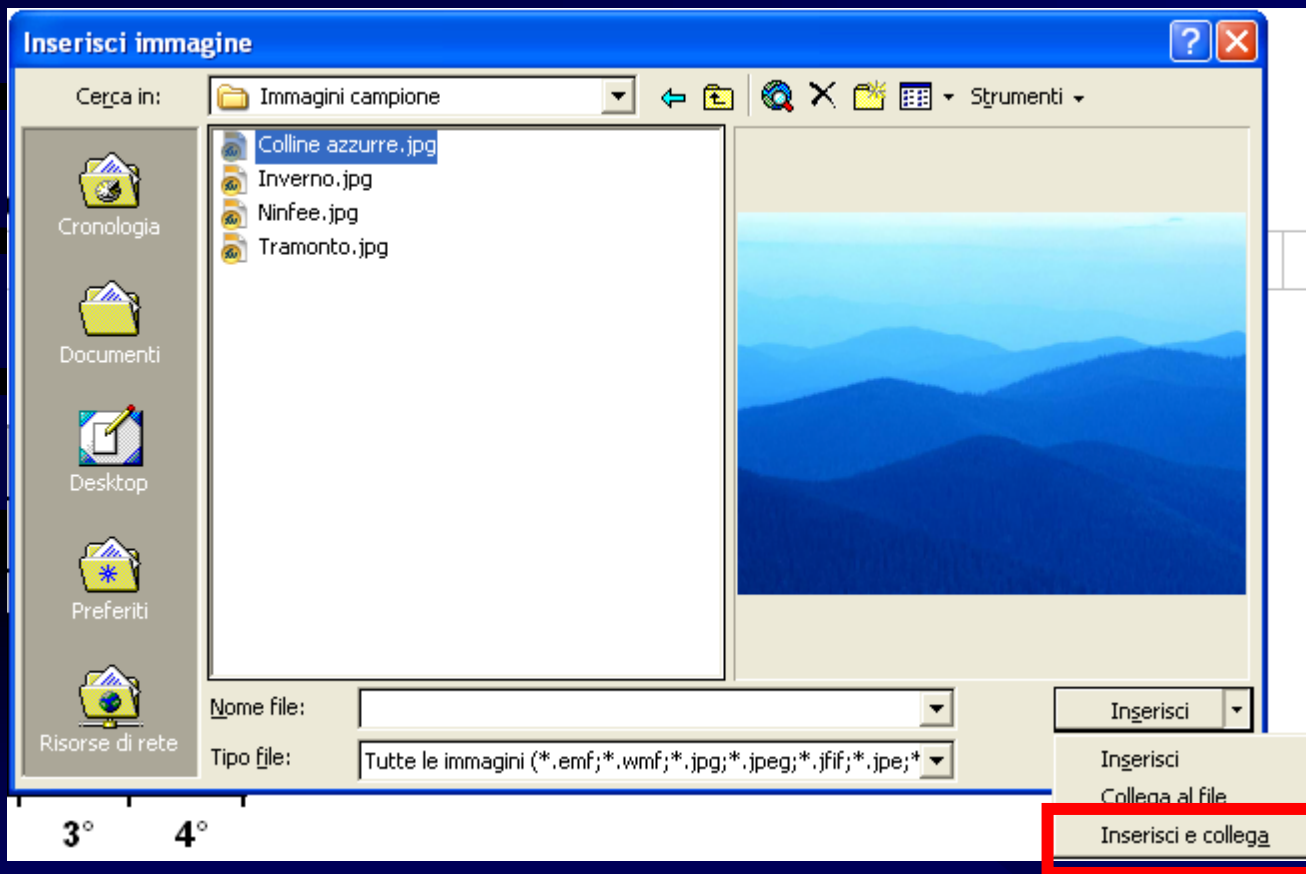 Inserisci immagine
Cerca in:
Immagini campione
Strumenti
Cronologia
Documenti
Desktop
Preferiti
Risorse di rete
Colline azzurre.jpg
Inverno.jpg
Ninfee.jpg
Tramonto.jpg
Nome file:
Inserisci
Tipo file:
Tutte le immagini (*.emf;*.wmf;*.jpg;*.jpeg;*.jfif;*.jpe;*
Inserisci
Collega al file
Inserisci e collega
3° 4°